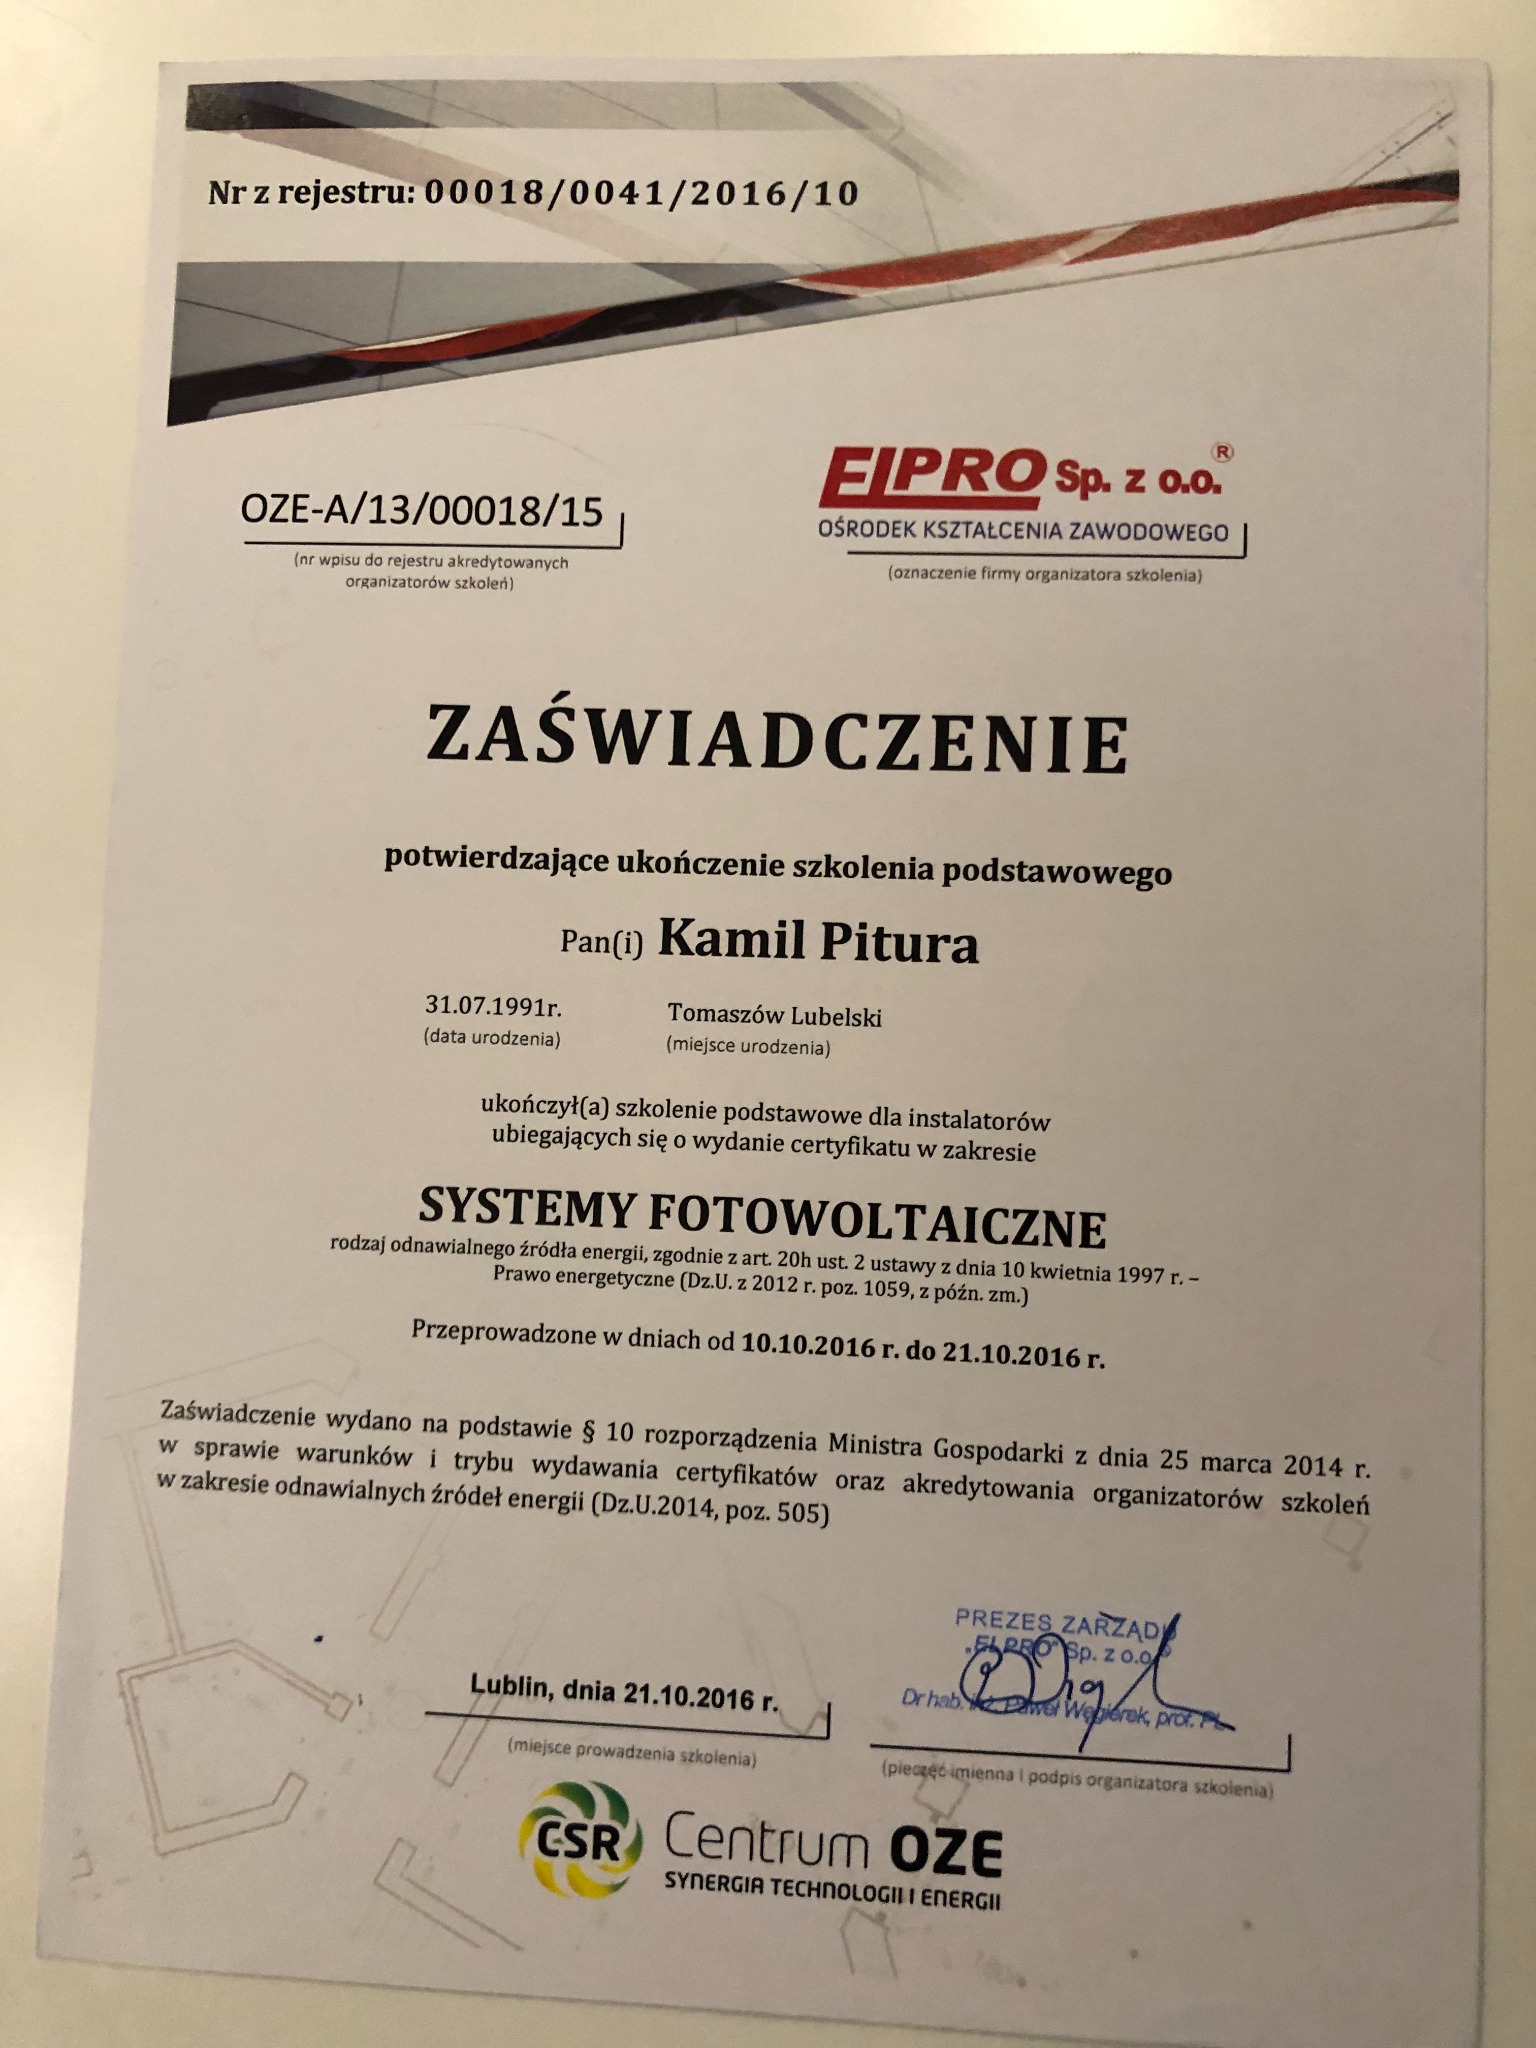 Nr z rejestru: 00018/0041/2016/10
OZE-A/13/00018/15
(nr wpisu do rejestru akredytowanych
organizatorów szkoleń)
ELPRO Sp. z o.o.®
OŚRODEK KSZTAŁCENIA ZAWODOWEGO
(oznaczenie firmy organizatora szkolenia)
ZAŚWIADCZENIE
potwierdzające ukończenie szkolenia podstawowego
Pan(i) Kamil Pitura
31.07.1991r. Tomaszów Lubelski
(data urodzenia) (miejsce urodzenia)
ukończył(a) szkolenie podstawowe dla instalatorów
ubiegających się o wydanie certyfikatu w zakresie
SYSTEMY FOTOWOLTAICZNE
rodzaj odnawialnego źródła energii, zgodnie z art. 20h ust. 2 ustawy z dnia 10 kwietnia 1997 r. –
Prawo energetyczne (Dz.U. z 2012 r. poz. 1059, z późn. zm.)
Przeprowadzone w dniach od 10.10.2016 r. do 21.10.2016 r.
Zaświadczenie wydano na podstawie § 10 rozporządzenia Ministra Gospodarki z dnia 25 marca 2014 r.
w sprawie warunków i trybu wydawania certyfikatów oraz akredytowania organizatorów szkoleń
w zakresie odnawialnych źródeł energii (Dz.U.2014, poz. 505)
PREZES ZARZĄDU
„ELPRO" Sp. z o.o.
Dr hab. inż. Paweł Węgierek, prof. PL
Lublin, dnia 21.10.2016 r.
(miejsce prowadzenia szkolenia)
(pieczęć imienna i podpis organizatora szkolenia)
CSR Centrum OZE
SYNERGIA TECHNOLOGII I ENERGII